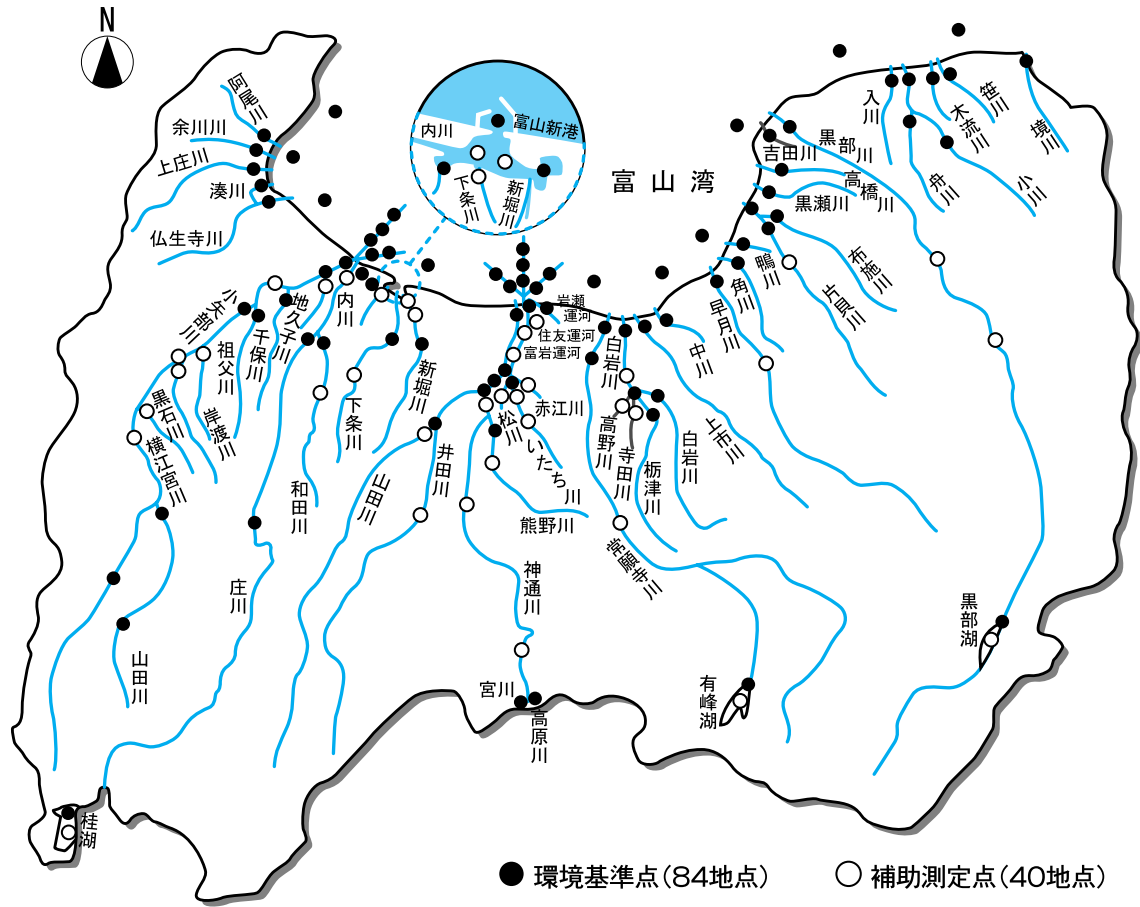 N
阿尾川
余川川
上庄川
湊川
仏生寺川
内川
富山新港
下条川
新堀川
富山湾
入川
木流川
笹川
境川
舟川
小川
吉田川
黒部川
高橋川
黒瀬川
布施川
片貝川
鴨川
角川
早月川
中川
上市川
白岩川
岩瀬
運河
住友運河
富岩運河
小矢部川
地久子川
内川
千保川
祖父川
岸渡川
黒石川
横江宮川
和田川
下条川
新堀川
井田川
山田川
松川
赤江川
いたち川
熊野川
高野川
寺田川
栃津川
白岩川
常願寺川
神通川
庄川
山田川
宮川
高原川
有峰湖
黒部湖
桂湖
環境基準点（84地点）
補助測定点（40地点）